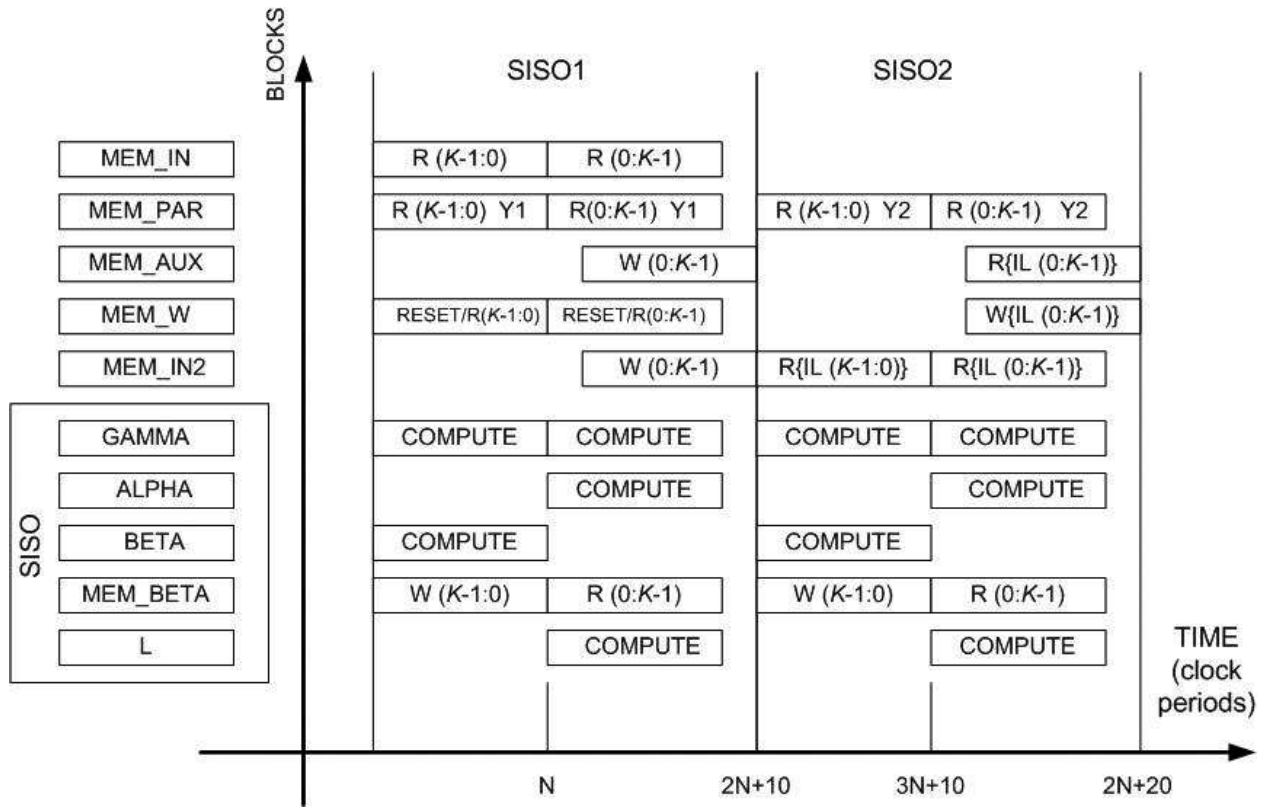 BLOCKS
SISO1 SISO2
MEM_IN R (K-1:0) R (0:K-1)
MEM_PAR R (K-1:0) Y1 R(0:K-1) Y1 R (K-1:0) Y2 R (0:K-1) Y2
MEM_AUX W (0:K-1) R{IL (0:K-1)}
MEM_W RESET/R(K-1:0) RESET/R(0:K-1) W{IL (0:K-1)}
MEM_IN2 W (0:K-1) R{IL (K-1:0)} R{IL (0:K-1)}
SISO
GAMMA COMPUTE COMPUTE COMPUTE COMPUTE
ALPHA COMPUTE COMPUTE
BETA COMPUTE COMPUTE
MEM_BETA W (K-1:0) R (0:K-1) W (K-1:0) R (0:K-1)
L COMPUTE COMPUTE
TIME
(clock
periods)
N 2N+10 3N+10 2N+20